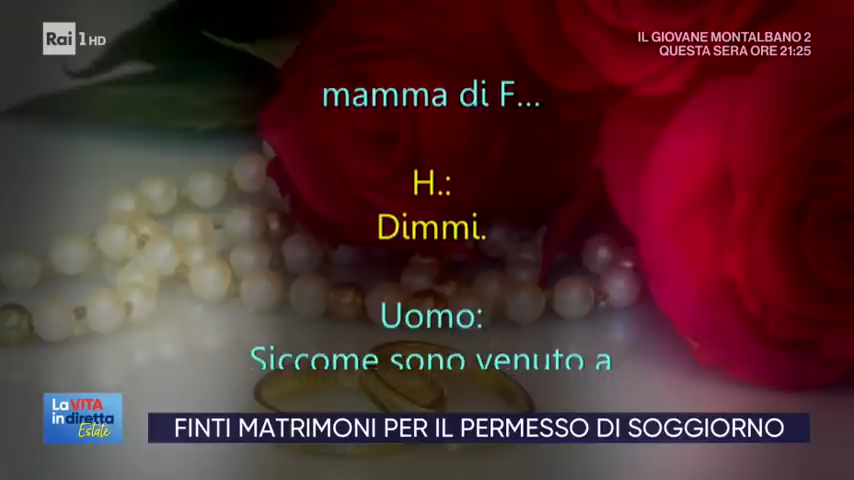 Rai 1 HD
IL GIOVANE MONTALBANO 2
QUESTA SERA ORE 21:25
mamma di F...
H.:
Dimmi.
Uomo:
Siccome sono venuto a
La VITA
in diretta
Estate
FINTI MATRIMONI PER IL PERMESSO DI SOGGIORNO